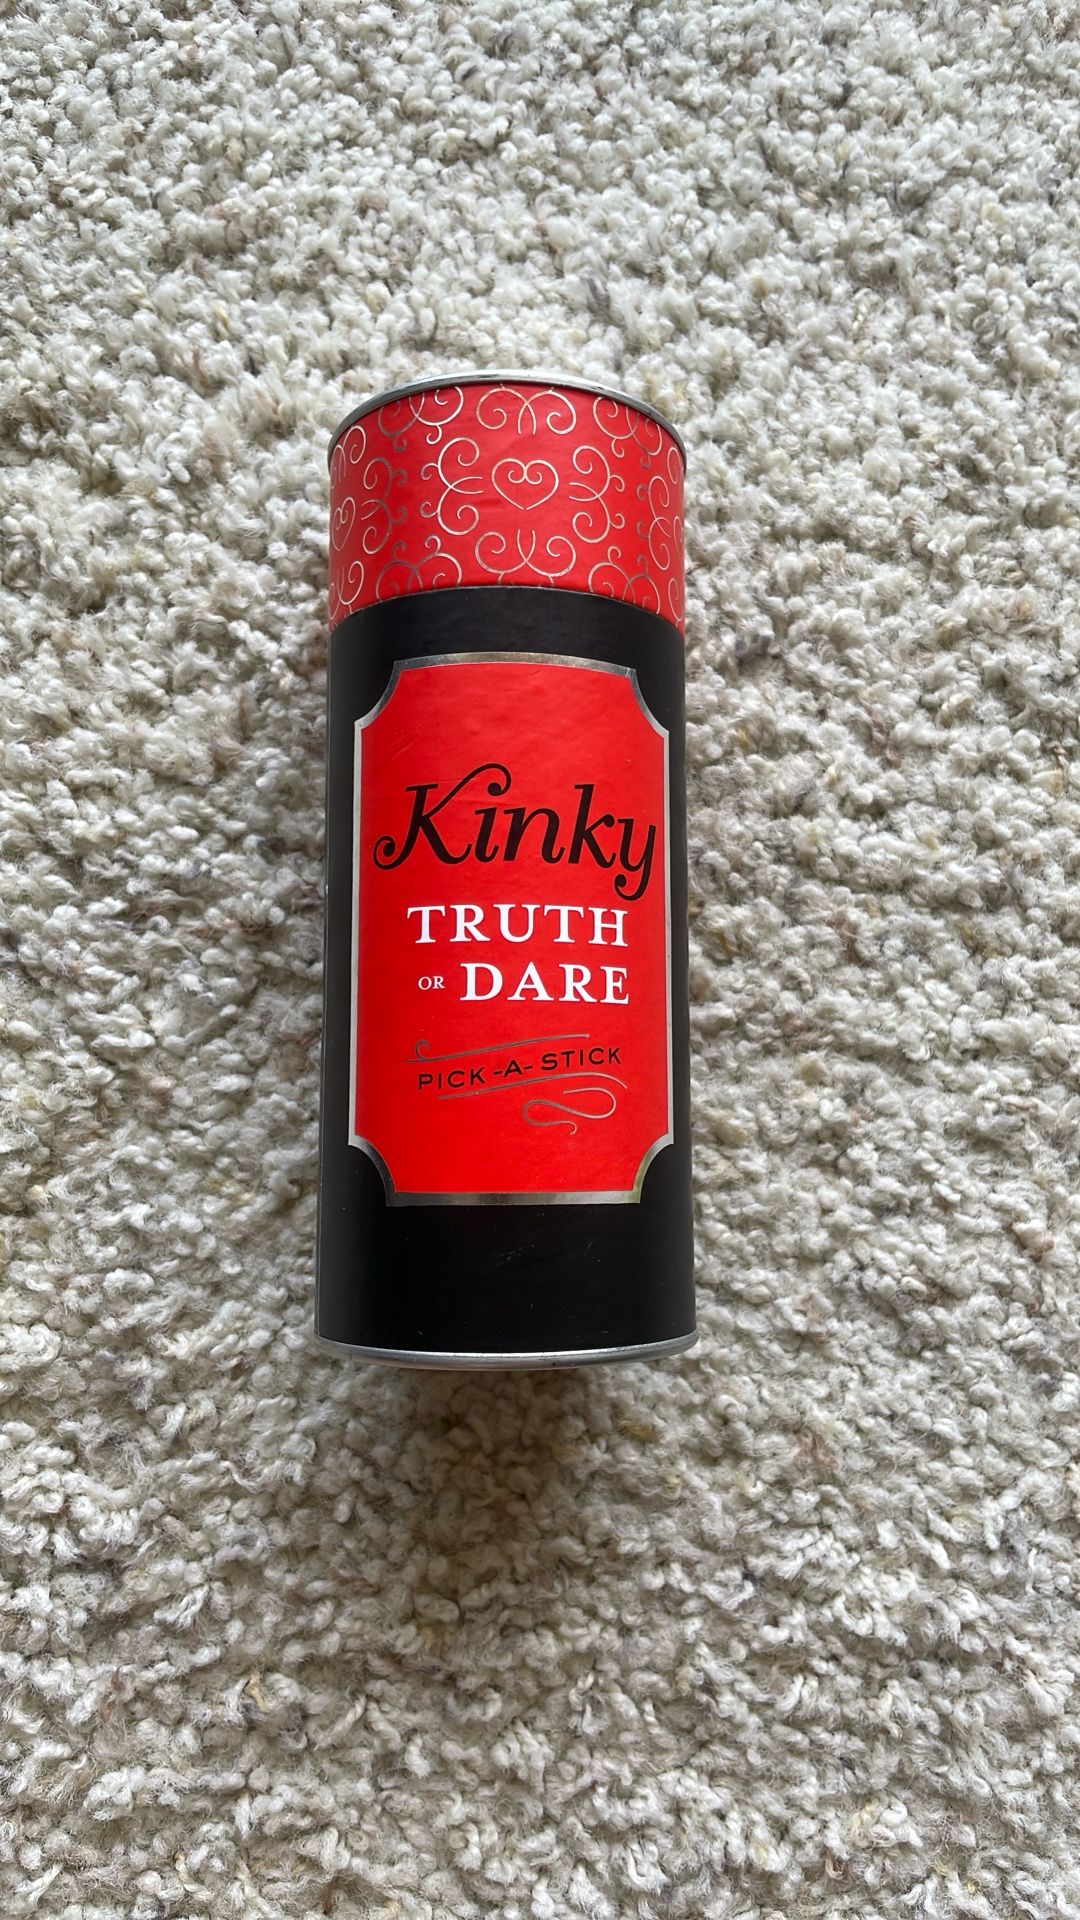 Kinky
TRUTH
OR DARE
PICK-A-STICK